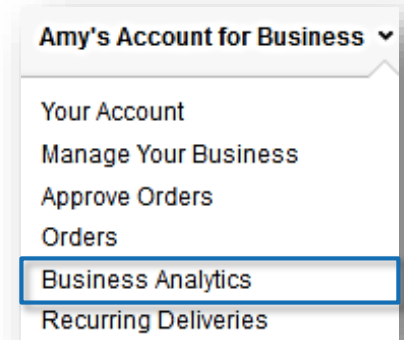 Amy's Account for Business
Your Account
Manage Your Business
Approve Orders
Orders
Business Analytics
Recurring Deliveries